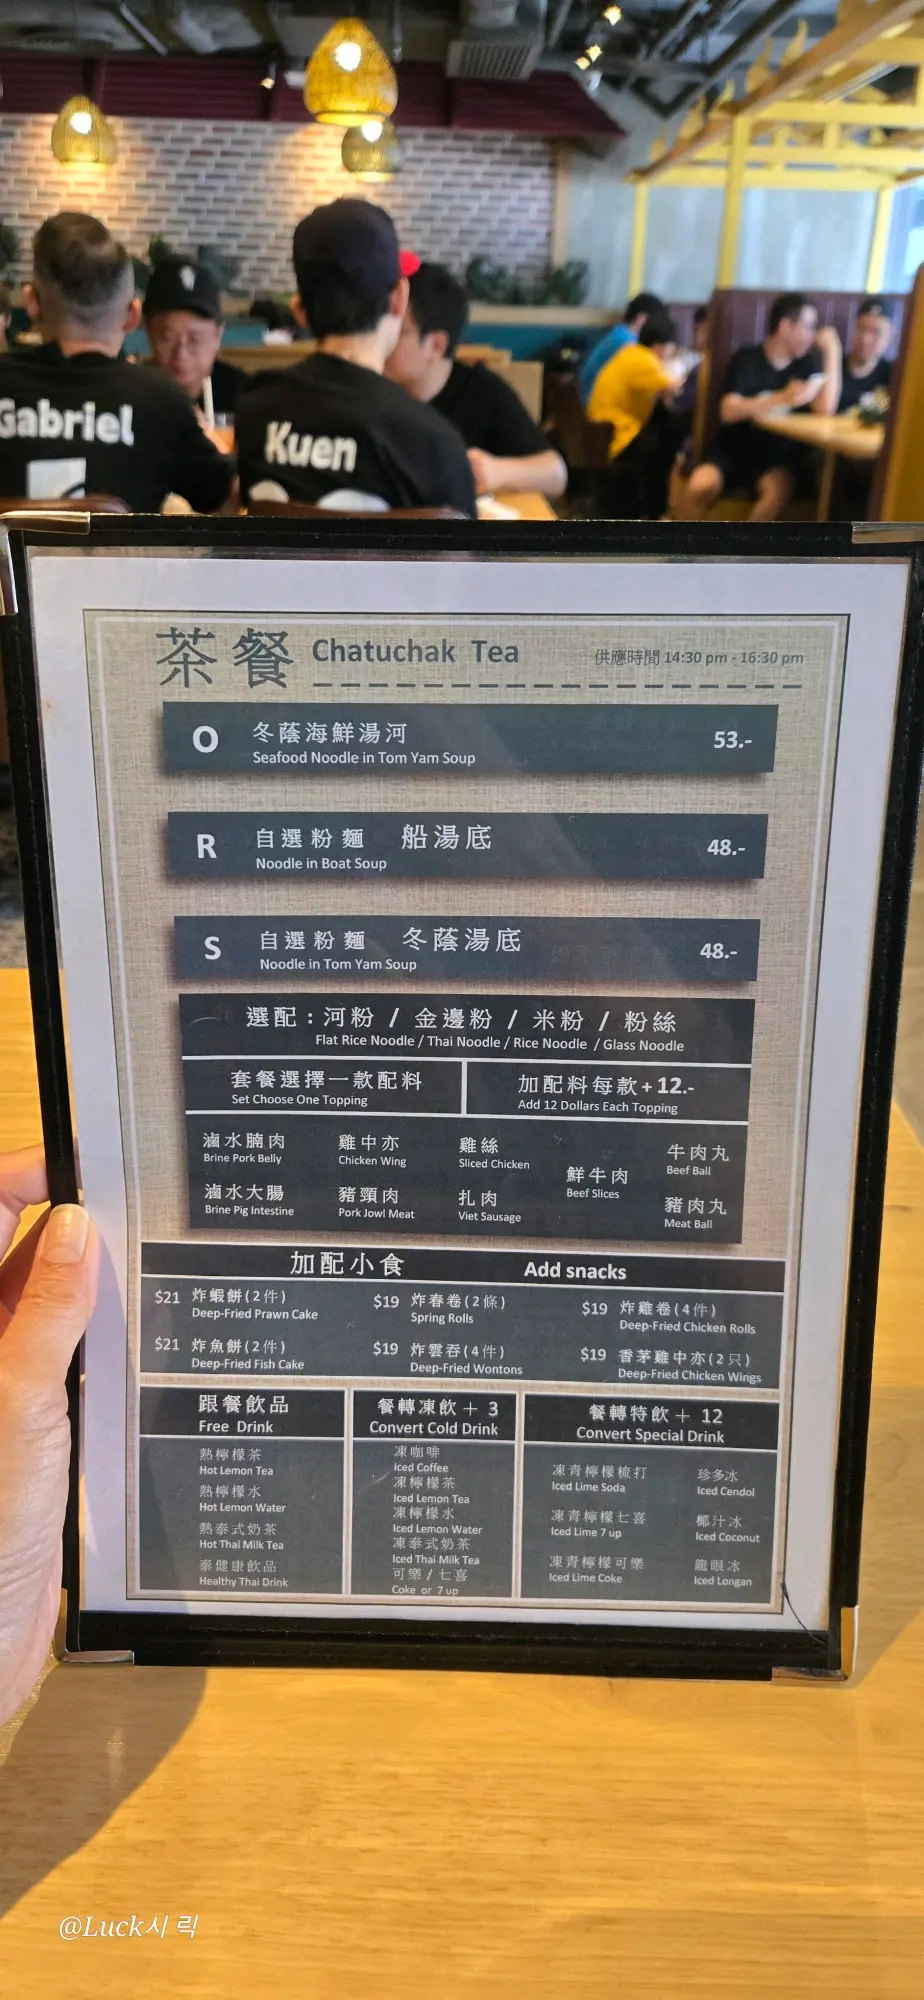 Gabriel
Kuen
茶餐 Chatuchak Tea 供應時間 14:30 pm - 16:30 pm
O 冬蔭海鮮湯河 53.-
Seafood Noodle in Tom Yam Soup
R 自選粉麵 船湯底 48.-
Noodle in Boat Soup
S 自選粉麵 冬蔭湯底 48.-
Noodle in Tom Yam Soup
選配：河粉 / 金邊粉 / 米粉 / 粉絲
Flat Rice Noodle / Thai Noodle / Rice Noodle / Glass Noodle
套餐選擇一款配料
Set Choose One Topping
加配料每款+12.-
Add 12 Dollars Each Topping
滷水腩肉
Brine Pork Belly
雞中亦
Chicken Wing
雞絲
Sliced Chicken
鮮牛肉
Beef Slices
牛肉丸
Beef Ball
滷水大腸
Brine Pig Intestine
豬頸肉
Pork Jowl Meat
扎肉
Viet Sausage
豬肉丸
Meat Ball
加配小食 Add snacks
$21 炸蝦餅(2件)
Deep-Fried Prawn Cake
$19 炸春卷(2條)
Spring Rolls
$19 炸雞卷(4件)
Deep-Fried Chicken Rolls
$21 炸魚餅(2件)
Deep-Fried Fish Cake
$19 炸雲吞(4件)
Deep-Fried Wontons
$19 香茅雞中亦(2只)
Deep-Fried Chicken Wings
跟餐飲品
Free Drink
熱檸檬茶
Hot Lemon Tea
熱檸檬水
Hot Lemon Water
熱泰式奶茶
Hot Thai Milk Tea
泰健康飲品
Healthy Thai Drink
餐轉凍飲＋ 3
Convert Cold Drink
凍咖啡
Iced Coffee
凍檸檬茶
Iced Lemon Tea
凍檸檬水
Iced Lemon Water
凍泰式奶茶
Iced Thai Milk Tea
可樂 / 七喜
Coke or 7 up
餐轉特飲＋ 12
Convert Special Drink
凍青檸檬梳打
Iced Lime Soda
珍多冰
Iced Cendol
凍青檸檬七喜
Iced Lime 7 up
椰汁冰
Iced Coconut
凍青檸檬可樂
Iced Lime Coke
龍眼冰
Iced Longan
@Luck시릭